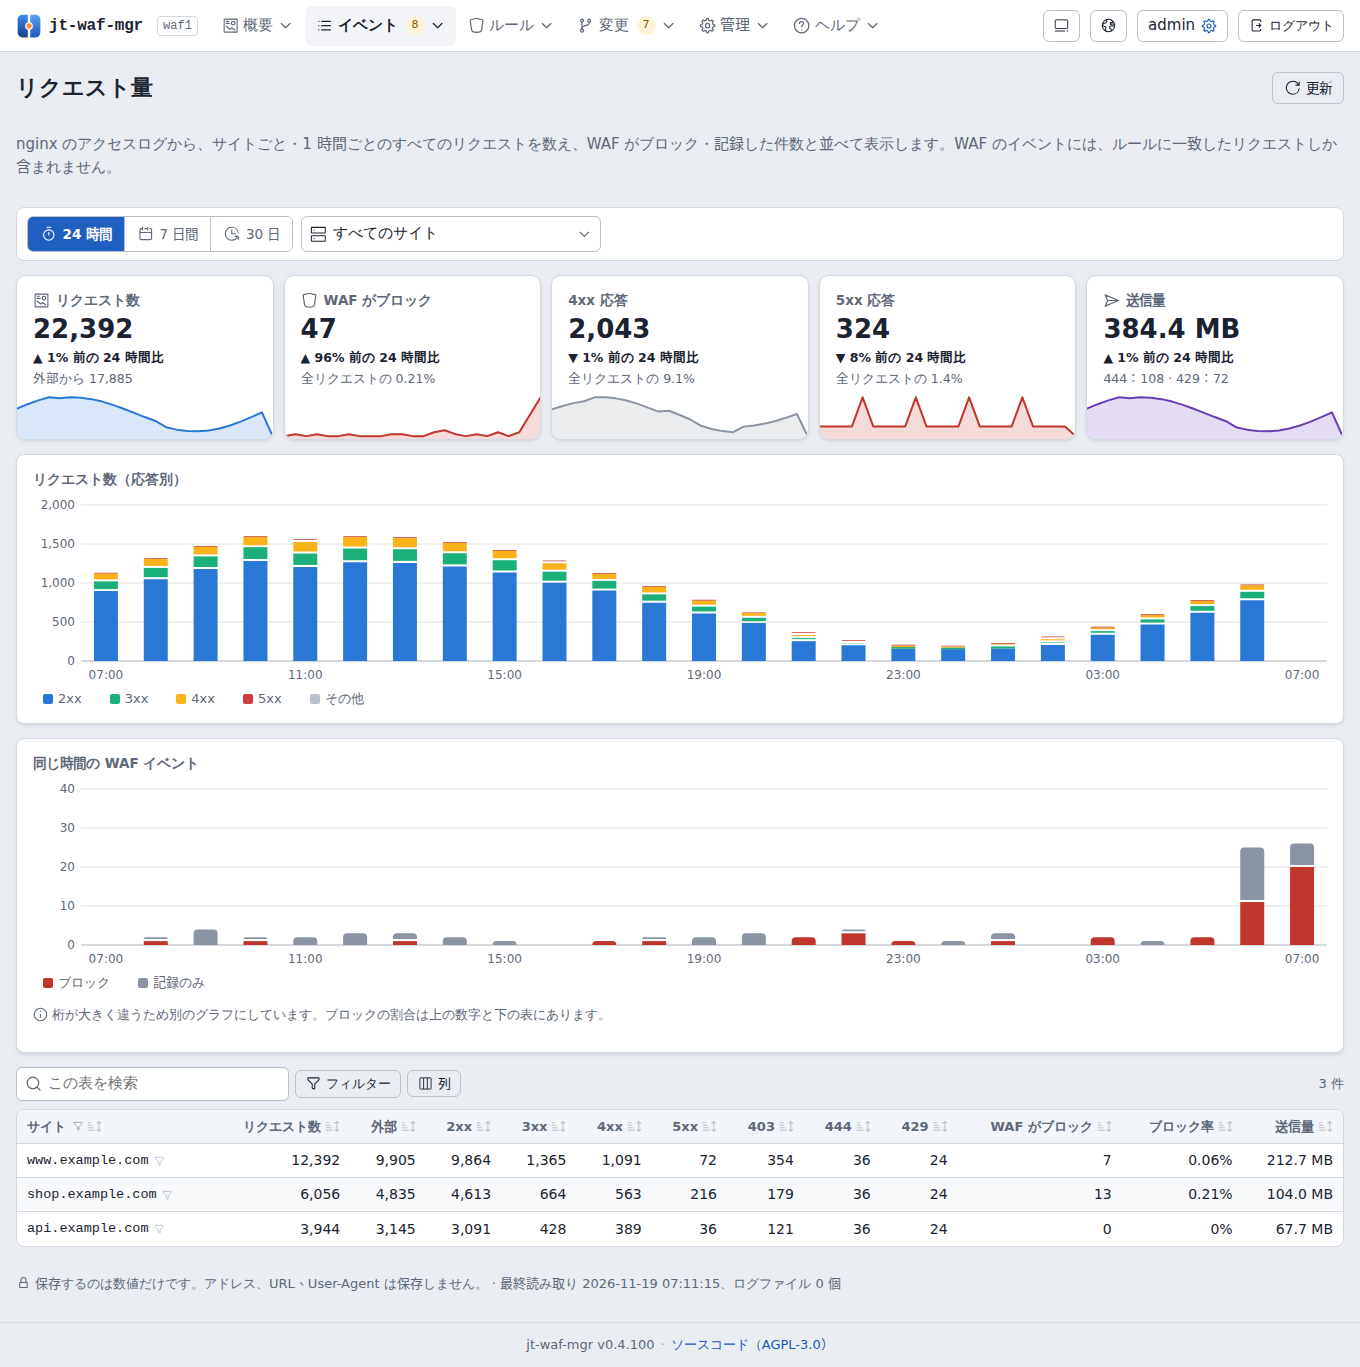 jt-waf-mgr waf1 概要 イベント 8 ルール 変更 7 管理 ヘルプ admin ログアウト
リクエスト量 更新
nginx のアクセスログから、サイトごと・1 時間ごとのすべてのリクエストを数え、WAF がブロック・記録した件数と並べて表示します。WAF のイベントには、ルールに一致したリクエストしか
含まれません。
24 時間 7 日間 30 日 すべてのサイト
リクエスト数 WAF がブロック 4xx 応答 5xx 応答 送信量
22,392 47 2,043 324 384.4 MB
▲ 1% 前の 24 時間比 ▲ 96% 前の 24 時間比 ▼ 1% 前の 24 時間比 ▼ 8% 前の 24 時間比 ▲ 1% 前の 24 時間比
外部から 17,885 全リクエストの 0.21% 全リクエストの 9.1% 全リクエストの 1.4% 444：108 · 429：72
リクエスト数（応答別）
2,000
1,500
1,000
500
0
07:00 11:00 15:00 19:00 23:00 03:00 07:00
2xx 3xx 4xx 5xx その他
同じ時間の WAF イベント
40
30
20
10
0
07:00 11:00 15:00 19:00 23:00 03:00 07:00
ブロック 記録のみ
桁が大きく違うため別のグラフにしています。ブロックの割合は上の数字と下の表にあります。
この表を検索 フィルター 列 3 件
サイト リクエスト数 外部 2xx 3xx 4xx 5xx 403 444 429 WAF がブロック ブロック率 送信量
www.example.com 12,392 9,905 9,864 1,365 1,091 72 354 36 24 7 0.06% 212.7 MB
shop.example.com 6,056 4,835 4,613 664 563 216 179 36 24 13 0.21% 104.0 MB
api.example.com 3,944 3,145 3,091 428 389 36 121 36 24 0 0% 67.7 MB
保存するのは数値だけです。アドレス、URL、User-Agent は保存しません。 · 最終読み取り 2026-11-19 07:11:15、ログファイル 0 個
jt-waf-mgr v0.4.100 · ソースコード（AGPL-3.0）